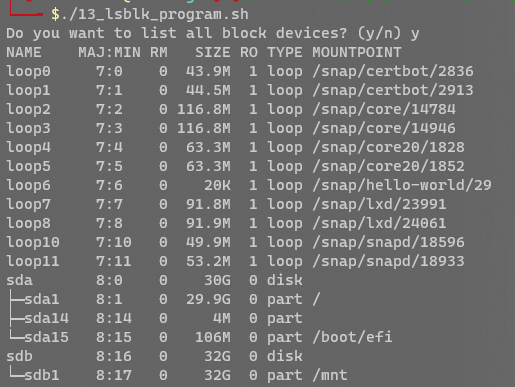 $./13_lsblk_program.sh
Do you want to list all block devices? (y/n) y
NAME    MAJ:MIN RM   SIZE RO TYPE MOUNTPOINT
loop0     7:0    0  43.9M  1 loop /snap/certbot/2836
loop1     7:1    0  44.5M  1 loop /snap/certbot/2913
loop2     7:2    0 116.8M  1 loop /snap/core/14784
loop3     7:3    0 116.8M  1 loop /snap/core/14946
loop4     7:4    0  63.3M  1 loop /snap/core20/1828
loop5     7:5    0  63.3M  1 loop /snap/core20/1852
loop6     7:6    0    20K  1 loop /snap/hello-world/29
loop7     7:7    0  91.8M  1 loop /snap/lxd/23991
loop8     7:8    0  91.9M  1 loop /snap/lxd/24061
loop10    7:10   0  49.9M  1 loop /snap/snapd/18596
loop11    7:11   0  53.2M  1 loop /snap/snapd/18933
sda       8:0    0    30G  0 disk
├─sda1    8:1    0  29.9G  0 part /
├─sda14   8:14   0     4M  0 part
└─sda15   8:15   0   106M  0 part /boot/efi
sdb       8:16   0    32G  0 disk
└─sdb1    8:17   0    32G  0 part /mnt